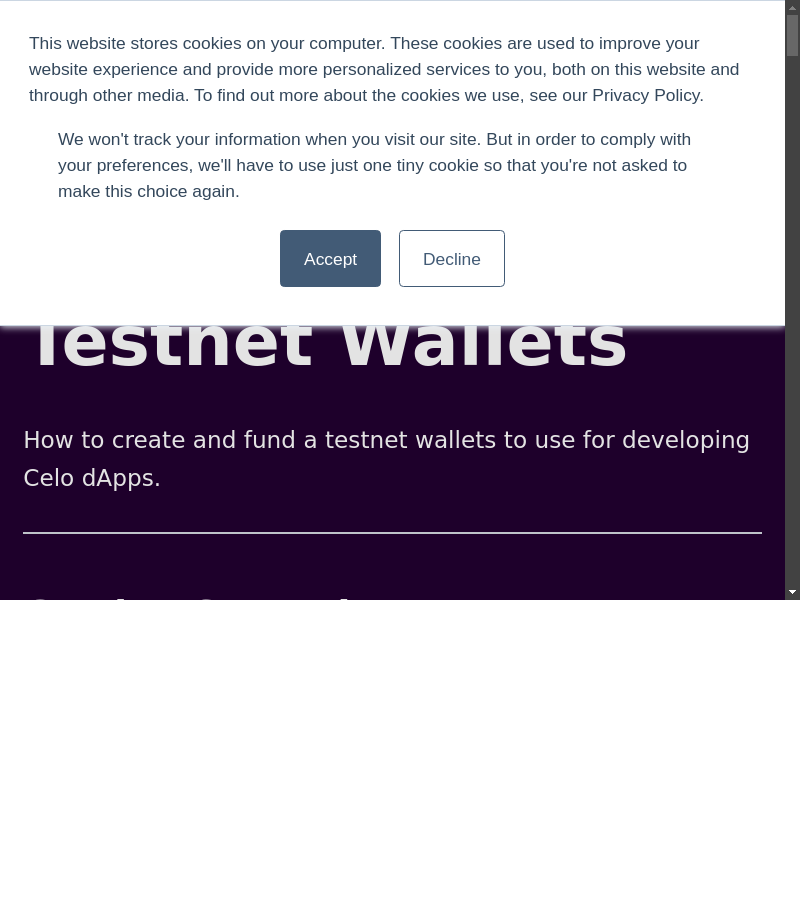 This website stores cookies on your computer. These cookies are used to improve your
website experience and provide more personalized services to you, both on this website and
through other media. To find out more about the cookies we use, see our Privacy Policy.
We won't track your information when you visit our site. But in order to comply with
your preferences, we'll have to use just one tiny cookie so that you're not asked to
make this choice again.
Accept
Decline
Testnet Wallets
How to create and fund a testnet wallets to use for developing
Celo dApps.